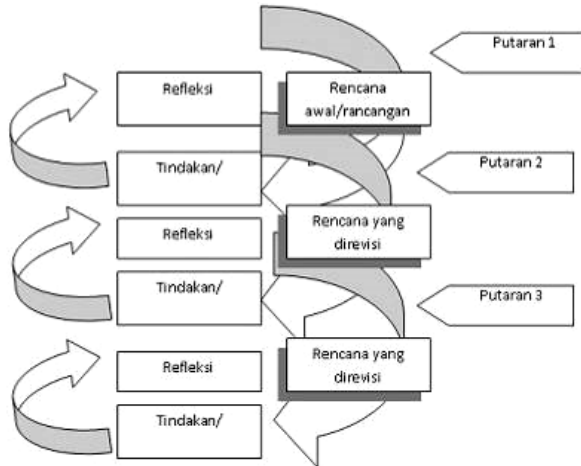 Putaran 1
Refleksi
Rencana
awal/rancangan
Tindakan/
Putaran 2
Refleksi
Rencana yang
direvisi
Tindakan/
Putaran 3
Refleksi
Rencana yang
direvisi
Tindakan/